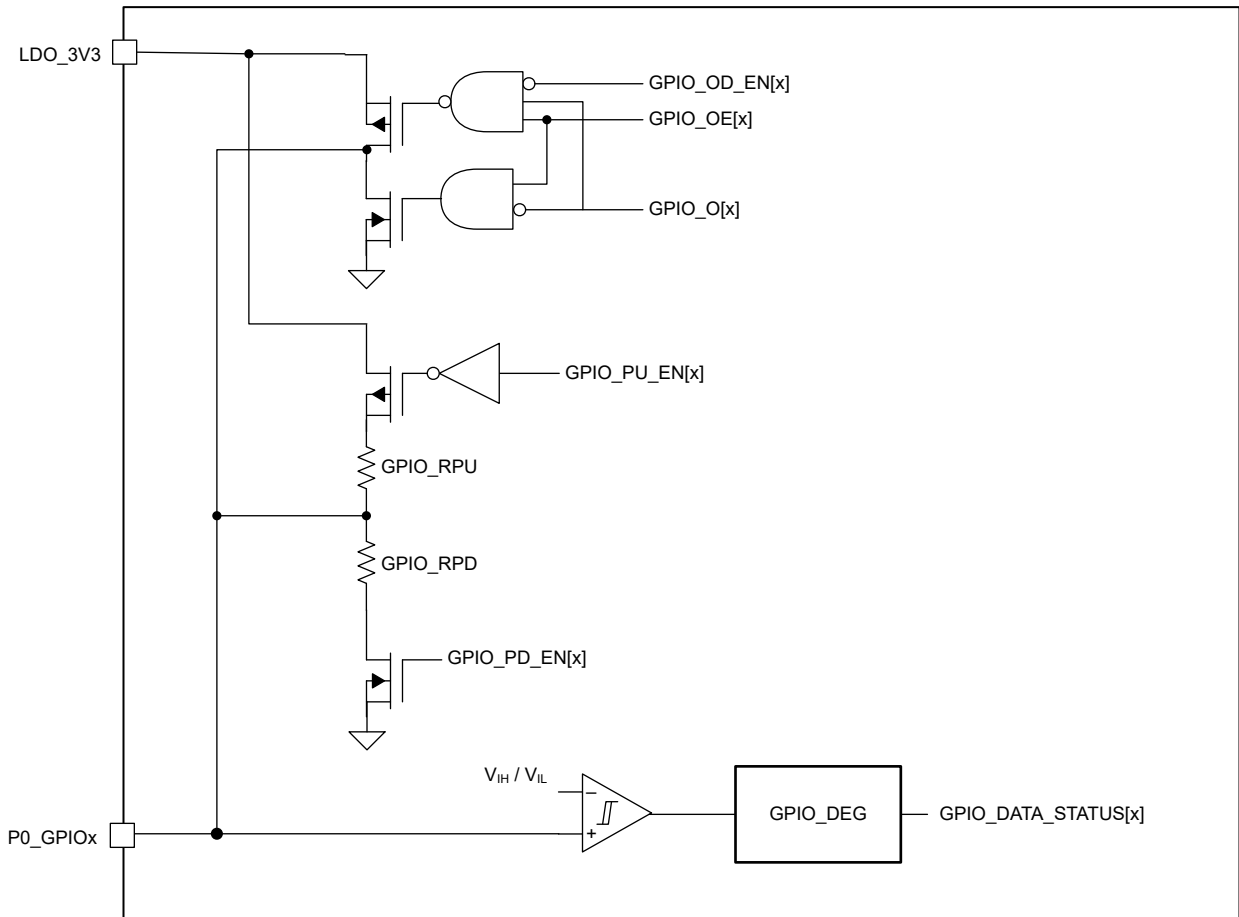 LDO_3V3
GPIO_OD_EN[x]
GPIO_OE[x]
GPIO_O[x]
GPIO_PU_EN[x]
GPIO_RPU
GPIO_RPD
GPIO_PD_EN[x]
VIH / VIL
−
+
GPIO_DEG
GPIO_DATA_STATUS[x]
P0_GPIOx